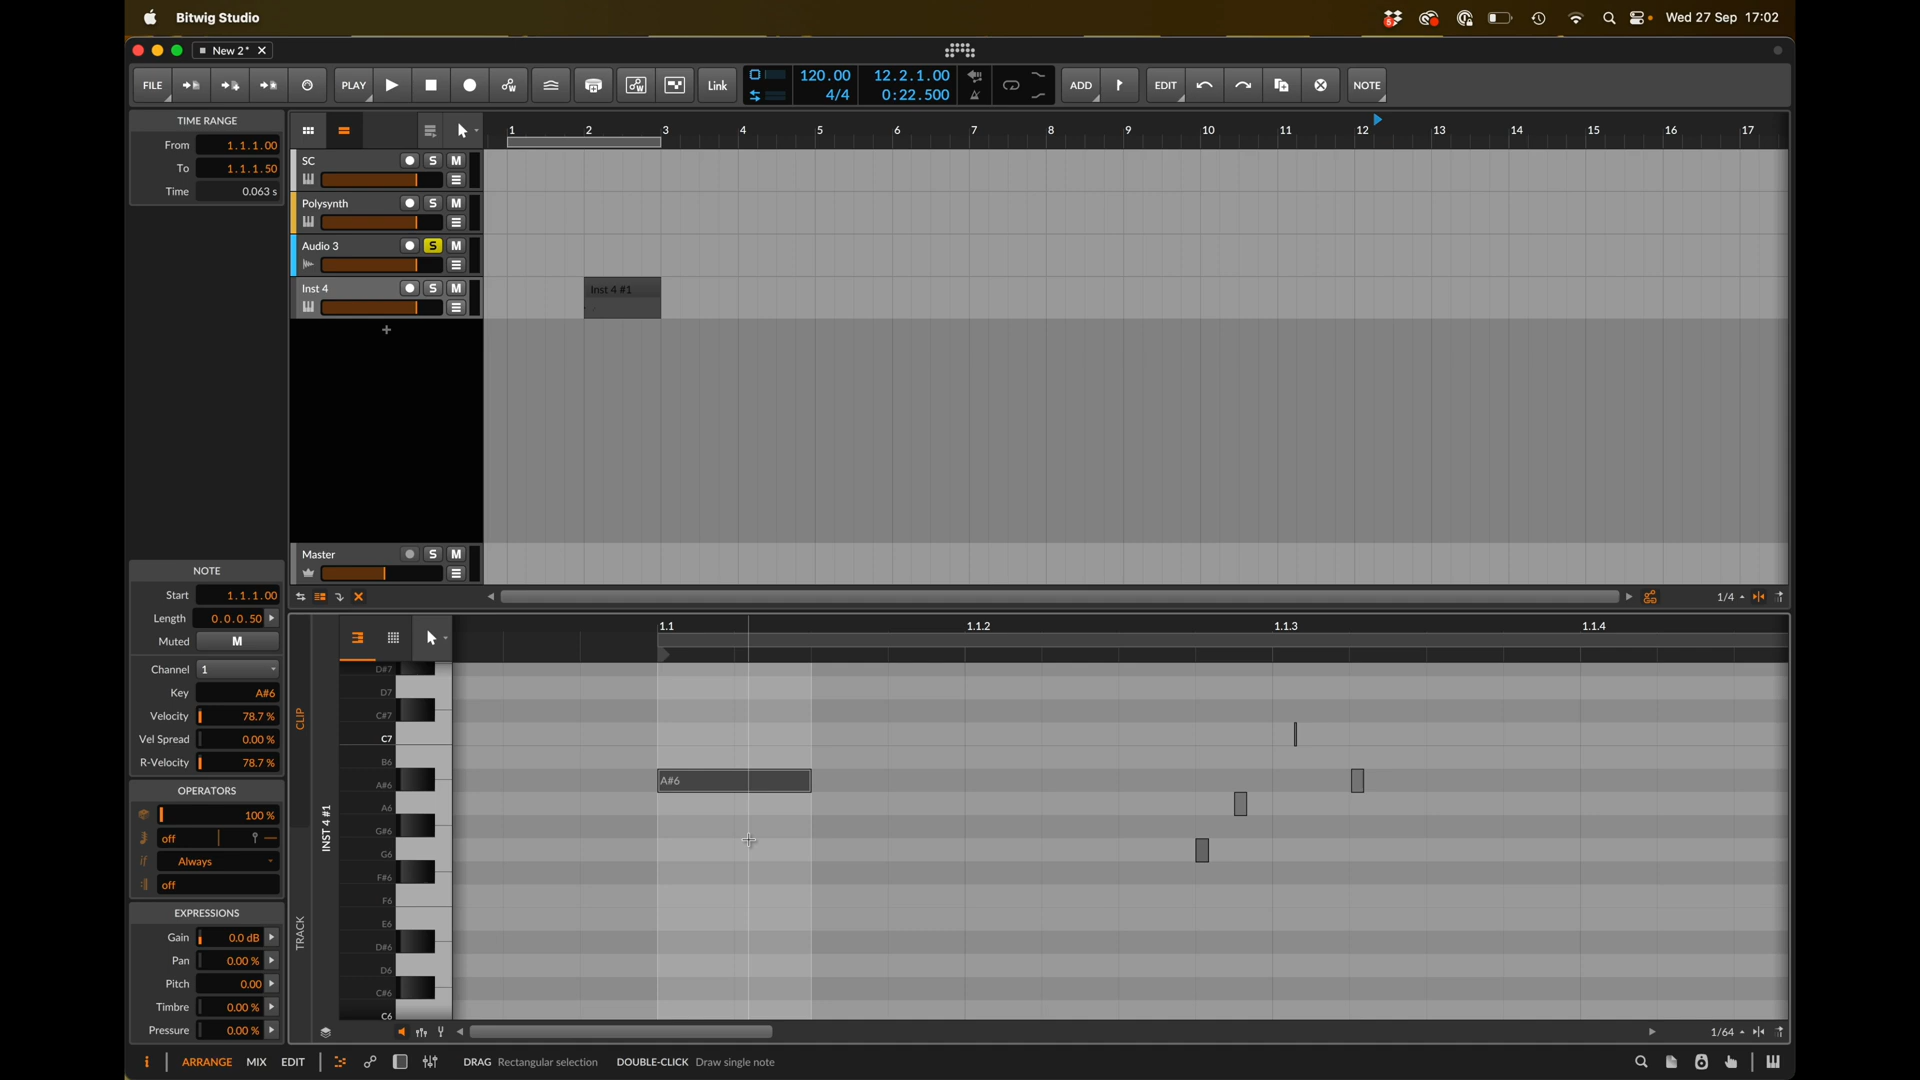 Bitwig Studio
5
Wed 27 Sep 17:02
New 2*
FILE PLAY Link 120.00 4/4 12.2.1.00 0:22.500 ADD EDIT NOTE
TIME RANGE
From 1.1.1.00
To 1.1.1.50
Time 0.063 s
1 2 3 4 5 6 7 8 9 10 11 12 13 14 15 16 17
SC S M
Polysynth S M
Audio 3 S M
Inst 4 S M
Inst 4 #1
+
Master S M
1/4
NOTE
Start 1.1.1.00
Length 0.0.0.50
Muted M
Channel 1
Key A#6
Velocity 78.7 %
Vel Spread 0.00 %
R-Velocity 78.7 %
OPERATORS
100 %
off
if Always
off
EXPRESSIONS
Gain 0.0 dB
Pan 0.00 %
Pitch 0.00
Timbre 0.00 %
Pressure 0.00 %
CLIP
TRACK
INST 4 #1
1.1 1.1.2 1.1.3 1.1.4
D#7
D7
C#7
C7
B6
A#6
A6
G#6
G6
F#6
F6
E6
D#6
D6
C#6
C6
A#6
1/64
i ARRANGE MIX EDIT DRAG Rectangular selection DOUBLE-CLICK Draw single note